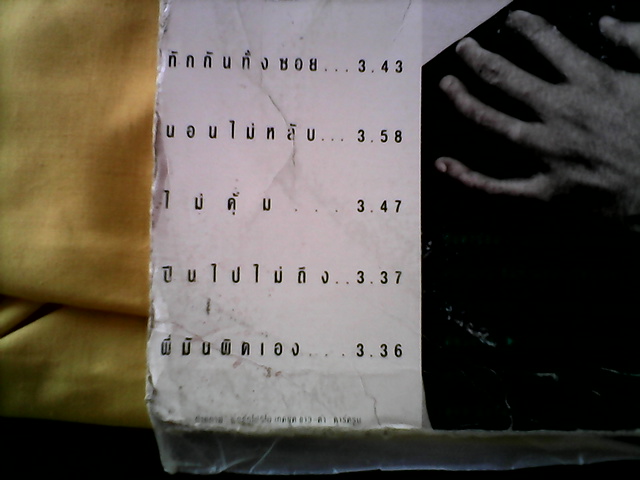 ทักกันทั้งซอย...3.43
นอนไม่หลับ...3.58
ไม่คุ้ม....3.47
ปีนไปไม่ถึง..3.37
พี่มันผิดเอง....3.36